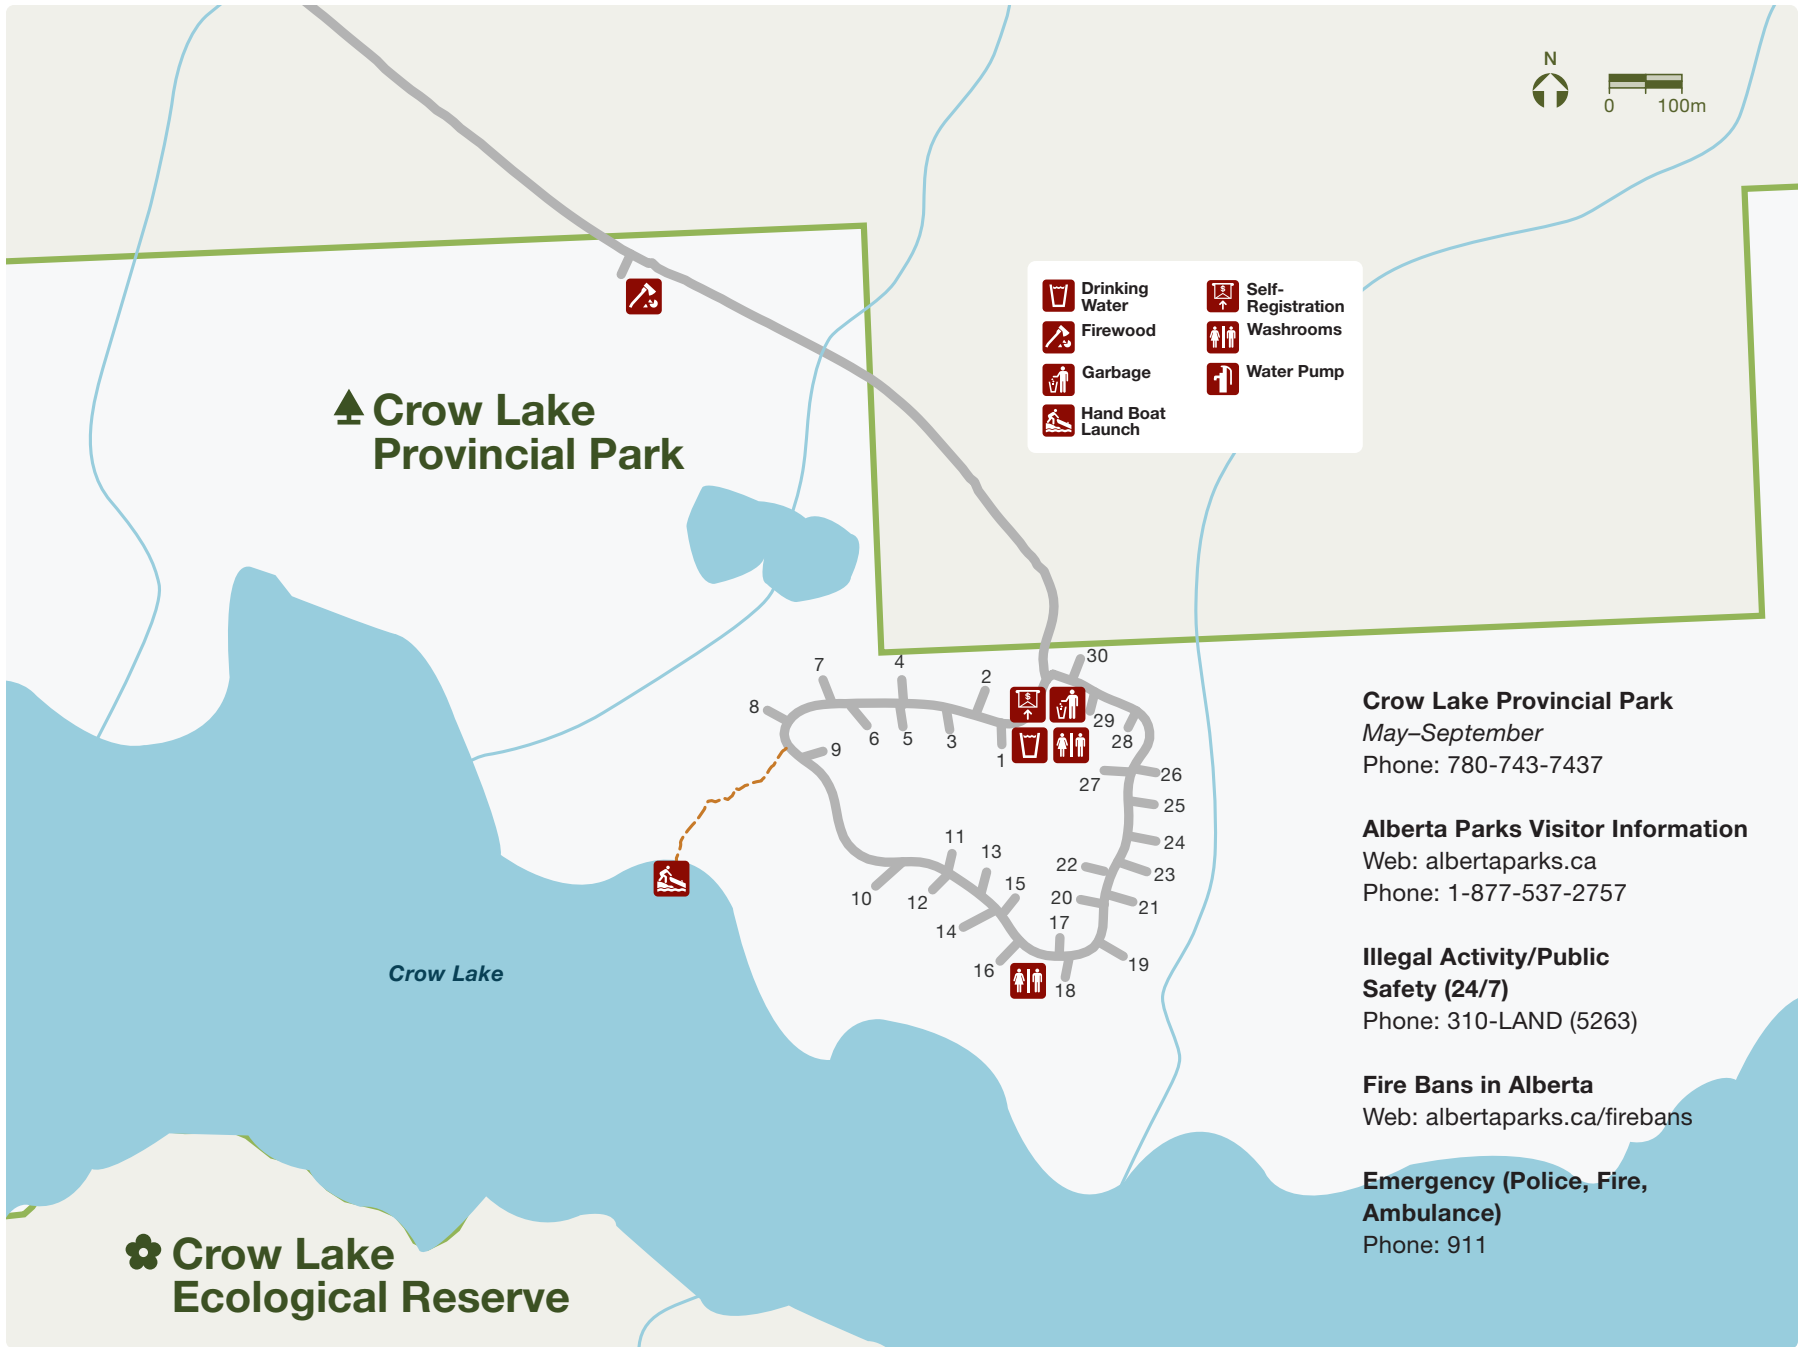 N
0 100m
Drinking
Water
Firewood
Garbage
Hand Boat
Launch
Self-
Registration
Washrooms
Water Pump
$
Crow Lake
Provincial Park
30
7
4
2
8
$
29
28
6
5
3
9
1
27
26
25
11
13
24
22
23
10
12
15
20
21
14
17
16
19
18
Crow Lake
Crow Lake Provincial Park
May–September
Phone: 780-743-7437
Alberta Parks Visitor Information
Web: albertaparks.ca
Phone: 1-877-537-2757
Illegal Activity/Public
Safety (24/7)
Phone: 310-LAND (5263)
Fire Bans in Alberta
Web: albertaparks.ca/firebans
Emergency (Police, Fire,
Ambulance)
Phone: 911
Crow Lake
Ecological Reserve